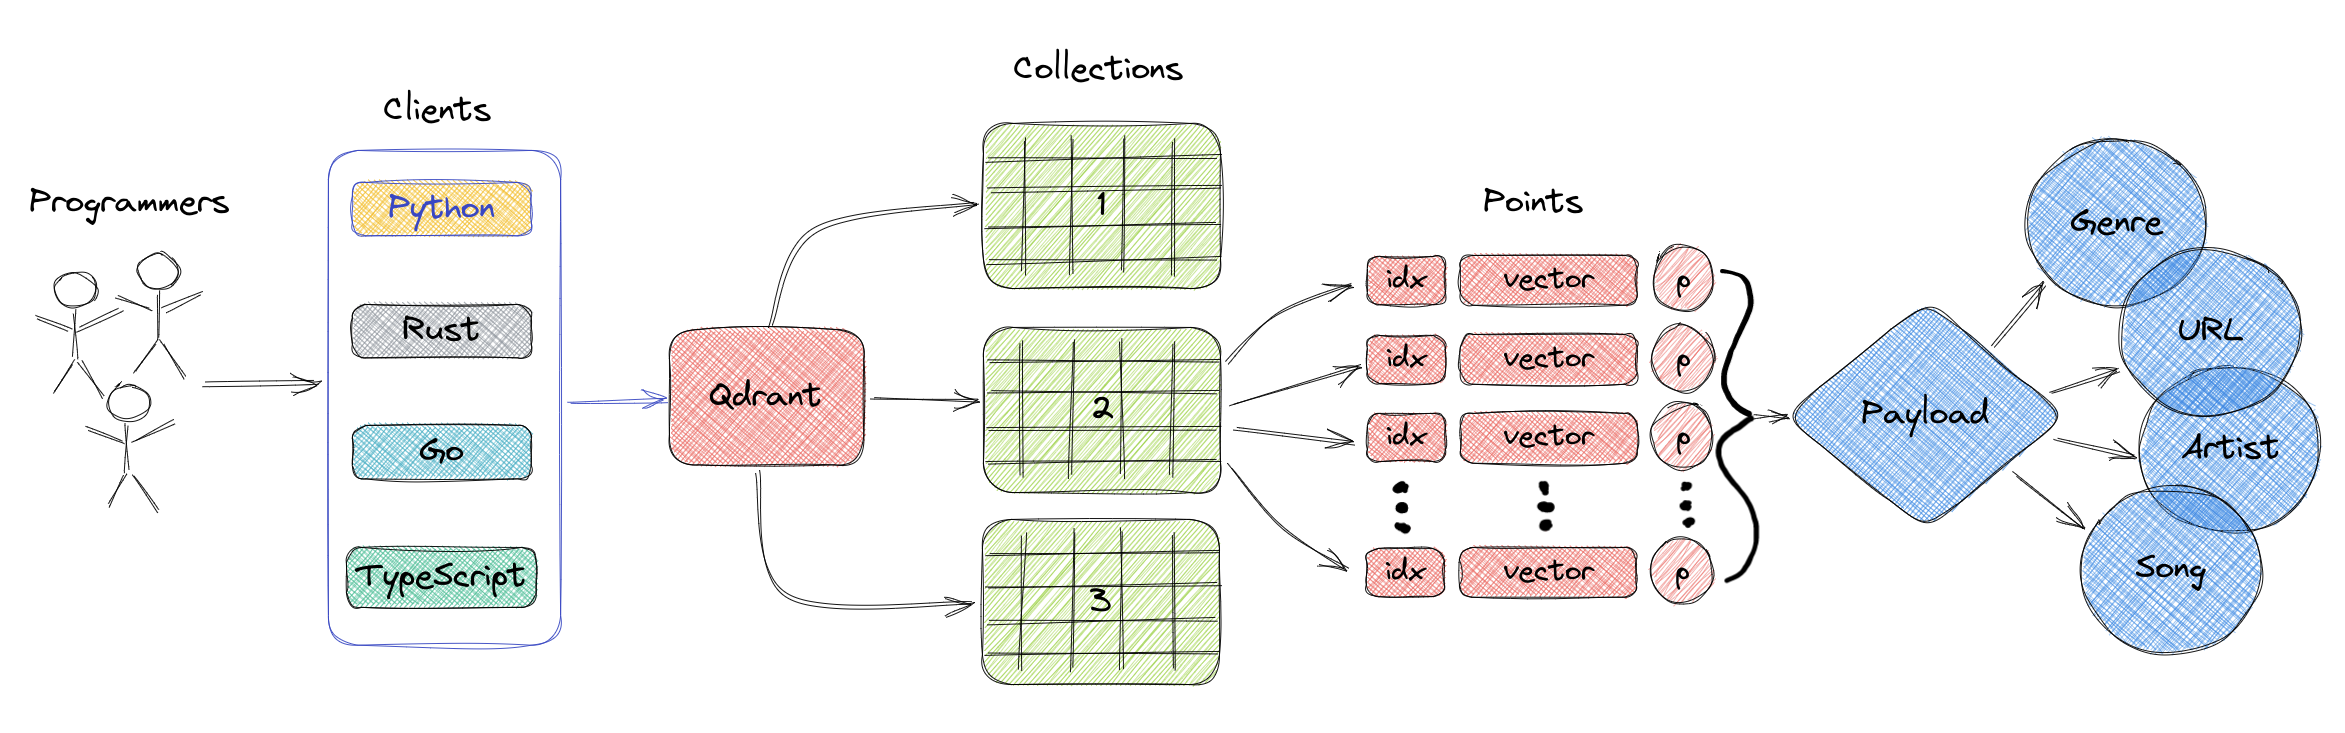 Programmers
Clients
Python
Rust
Go
TypeScript
Qdrant
Collections
1
2
3
Points
idx vector p
idx vector p
idx vector p
idx vector p
Payload
Genre
URL
Artist
Song